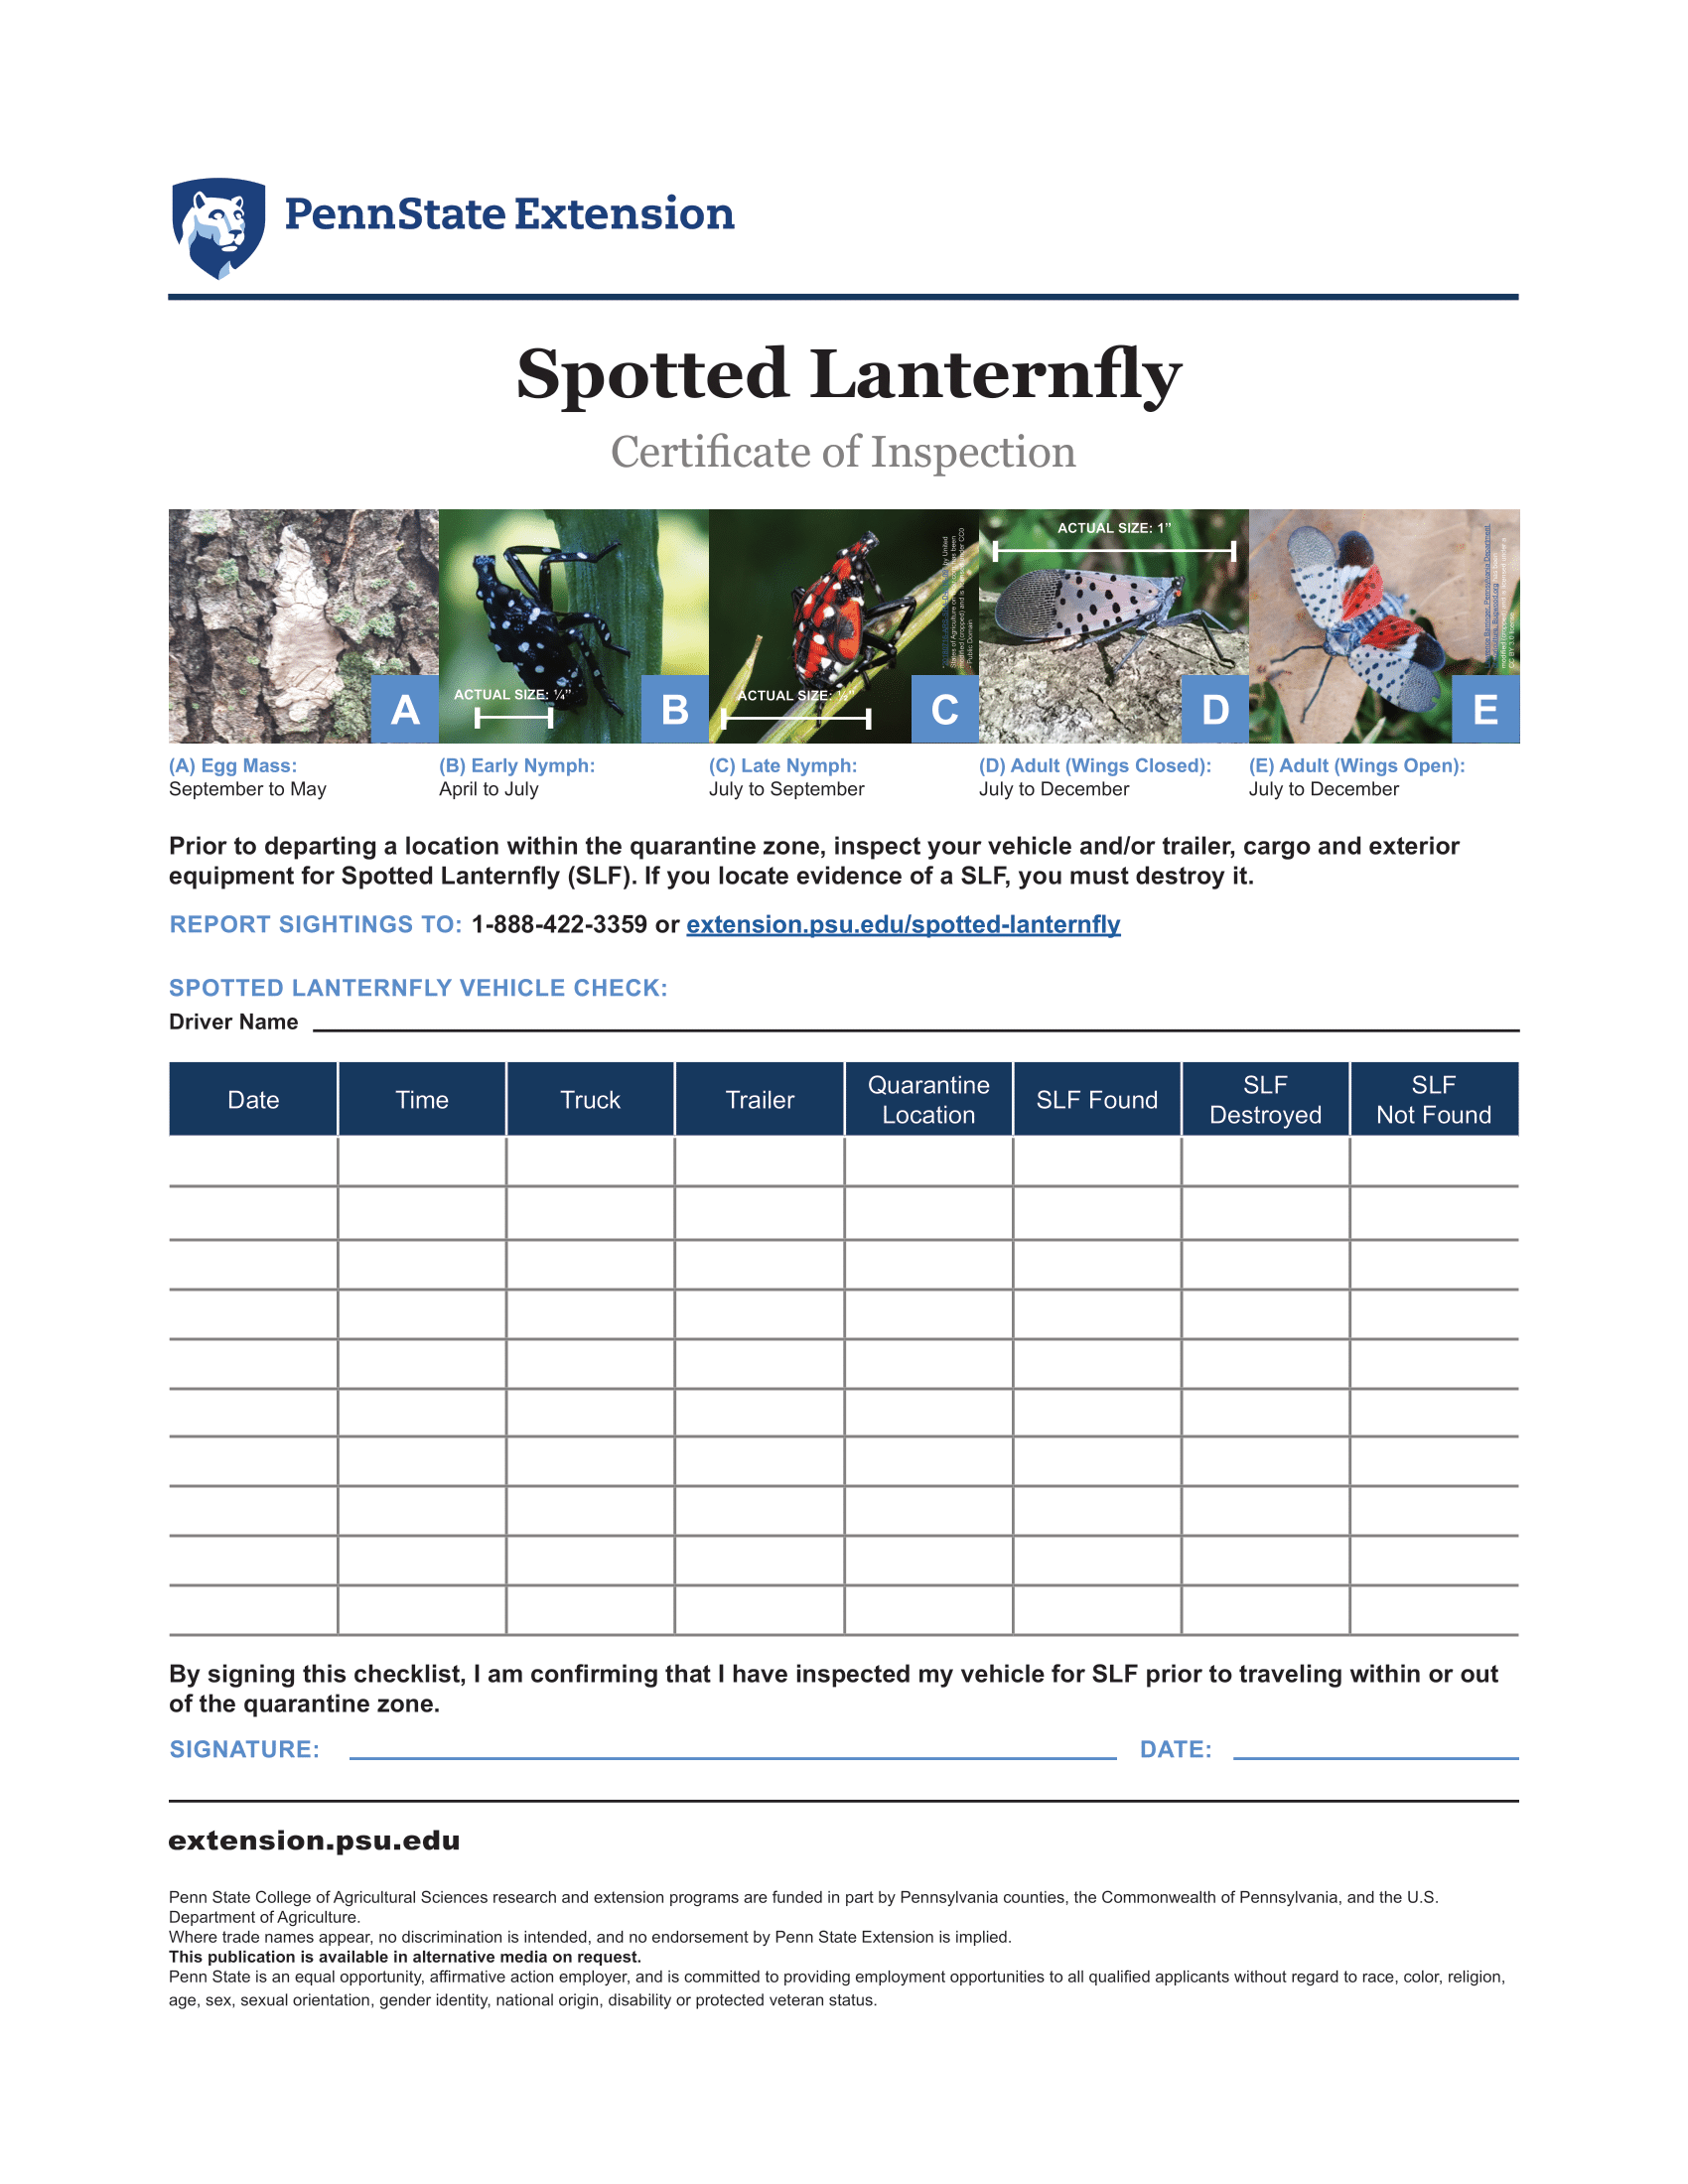 PennState Extension
Spotted Lanternfly
Certificate of Inspection
A
ACTUAL SIZE: ¼”
B
ACTUAL SIZE: ½”
C
ACTUAL SIZE: 1”
D
E
(A) Egg Mass:
September to May
(B) Early Nymph:
April to July
(C) Late Nymph:
July to September
(D) Adult (Wings Closed):
July to December
(E) Adult (Wings Open):
July to December
Prior to departing a location within the quarantine zone, inspect your vehicle and/or trailer, cargo and exterior
equipment for Spotted Lanternfly (SLF). If you locate evidence of a SLF, you must destroy it.
REPORT SIGHTINGS TO: 1-888-422-3359 or extension.psu.edu/spotted-lanternfly
SPOTTED LANTERNFLY VEHICLE CHECK:
Driver Name
Date
Time
Truck
Trailer
Quarantine
Location
SLF Found
SLF
Destroyed
SLF
Not Found
By signing this checklist, I am confirming that I have inspected my vehicle for SLF prior to traveling within or out
of the quarantine zone.
SIGNATURE: DATE:
extension.psu.edu
Penn State College of Agricultural Sciences research and extension programs are funded in part by Pennsylvania counties, the Commonwealth of Pennsylvania, and the U.S.
Department of Agriculture.
Where trade names appear, no discrimination is intended, and no endorsement by Penn State Extension is implied.
This publication is available in alternative media on request.
Penn State is an equal opportunity, affirmative action employer, and is committed to providing employment opportunities to all qualified applicants without regard to race, color, religion,
age, sex, sexual orientation, gender identity, national origin, disability or protected veteran status.